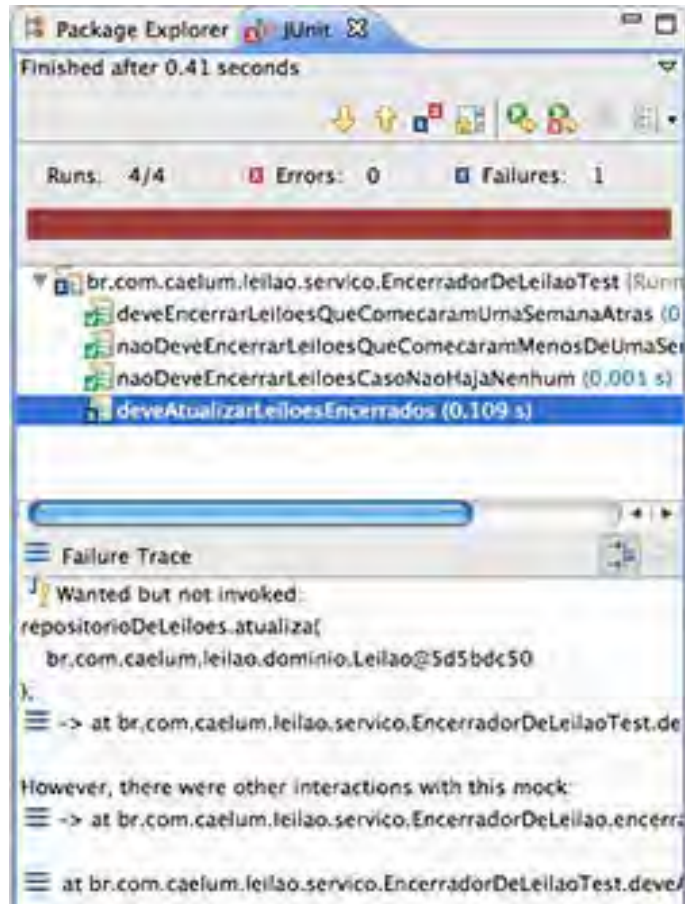 Package Explorer JUnit
Finished after 0.41 seconds
Runs: 4/4 Errors: 0 Failures: 1
br.com.caelum.leilao.servico.EncerradorDeLeilaoTest [Runn
deveEncerrarLeiloesQueComecaramUmaSemanaAtras (0
naoDeveEncerrarLeiloesQueComecaramMenosDeUmaSe
naoDeveEncerrarLeiloesCasoNaoHajaNenhum (0.001 s)
deveAtualizarLeiloesEncerrados (0.109 s)
Failure Trace
Wanted but not invoked:
repositorioDeLeiloes.atualiza(
br.com.caelum.leilao.dominio.Leilao@5d5bdc50
);
-> at br.com.caelum.leilao.servico.EncerradorDeLeilaoTest.de
However, there were other interactions with this mock:
-> at br.com.caelum.leilao.servico.EncerradorDeLeilao.encerra
at br.com.caelum.leilao.servico.EncerradorDeLeilaoTest.deveA